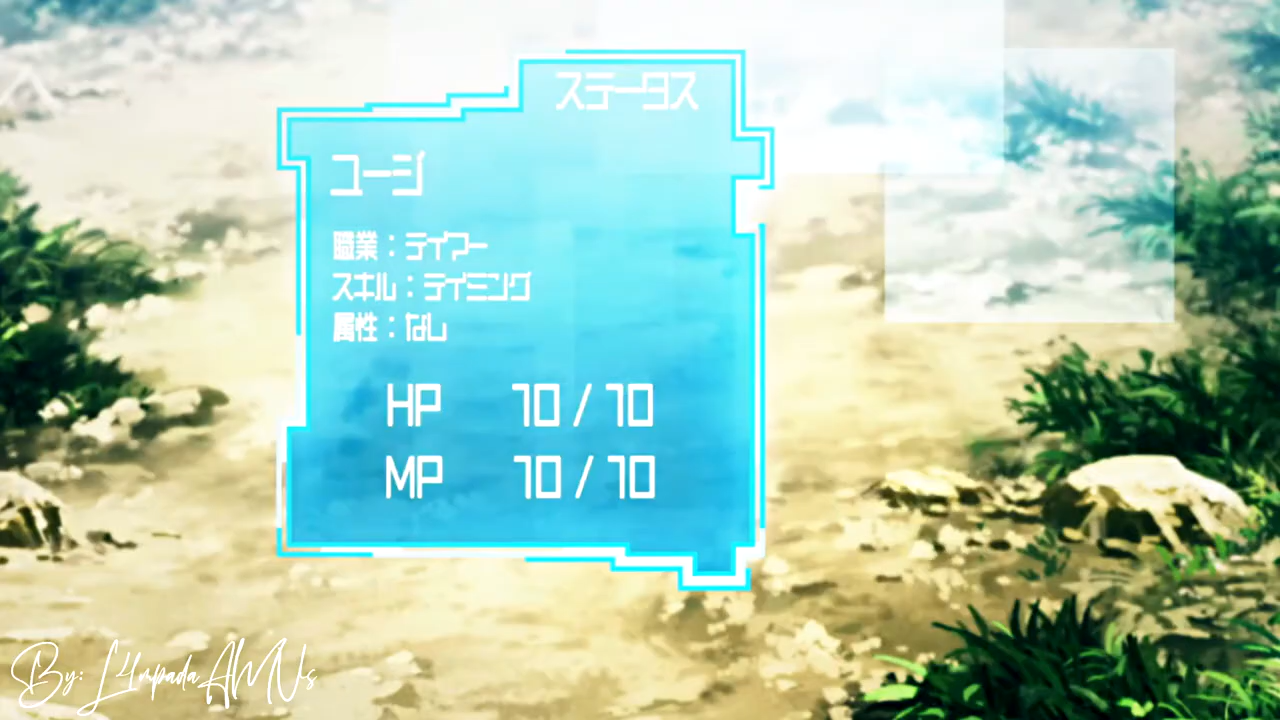 ステータス
ユージ
職業：テイマー
スキル：テイミング
属性：なし
HP 10/10
MP 10/10
By: L4mpadaAMVs